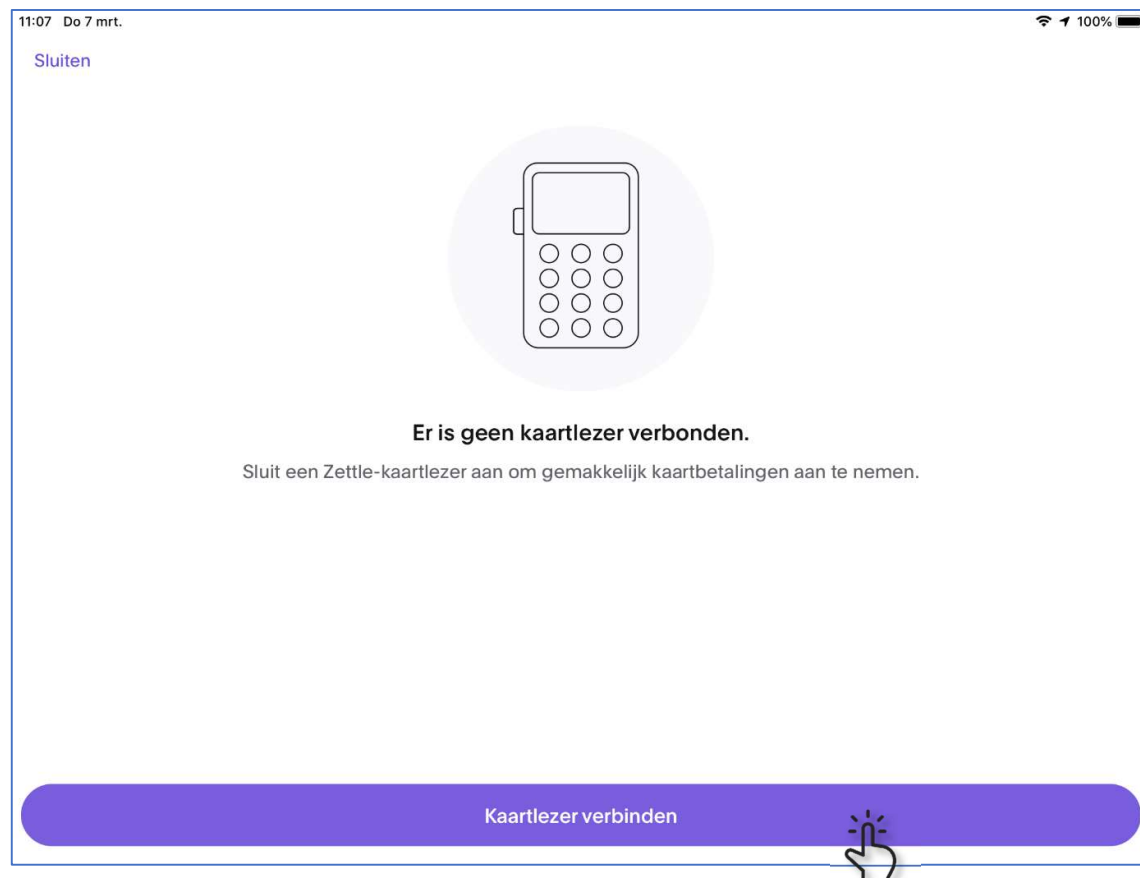 11:07 Do 7 mrt. 100%
Sluiten
Er is geen kaartlezer verbonden.
Sluit een Zettle-kaartlezer aan om gemakkelijk kaartbetalingen aan te nemen.
Kaartlezer verbinden